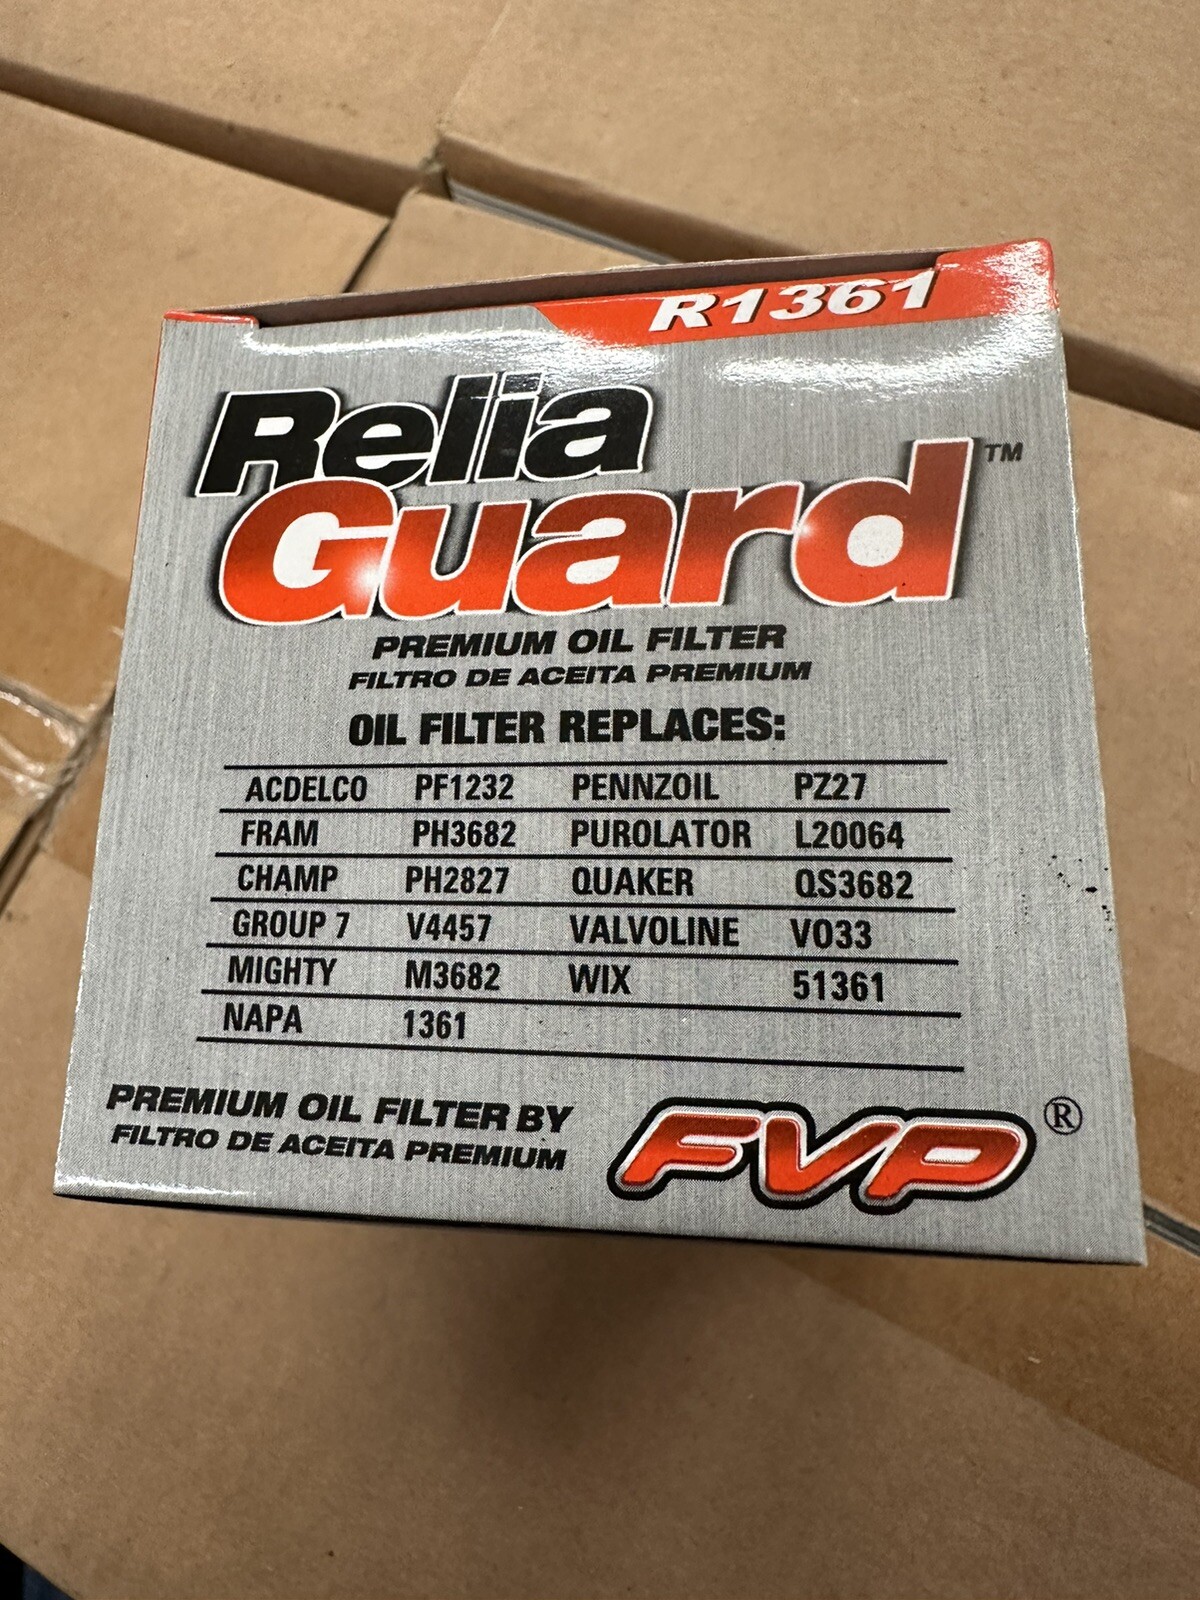 R1361
Relia
Guard™
PREMIUM OIL FILTER
FILTRO DE ACEITA PREMIUM
OIL FILTER REPLACES:
ACDELCO PF1232 PENNZOIL PZ27
FRAM PH3682 PUROLATOR L20064
CHAMP PH2827 QUAKER QS3682
GROUP 7 V4457 VALVOLINE VO33
MIGHTY M3682 WIX 51361
NAPA 1361
PREMIUM OIL FILTER BY
FILTRO DE ACEITA PREMIUM
FVP®